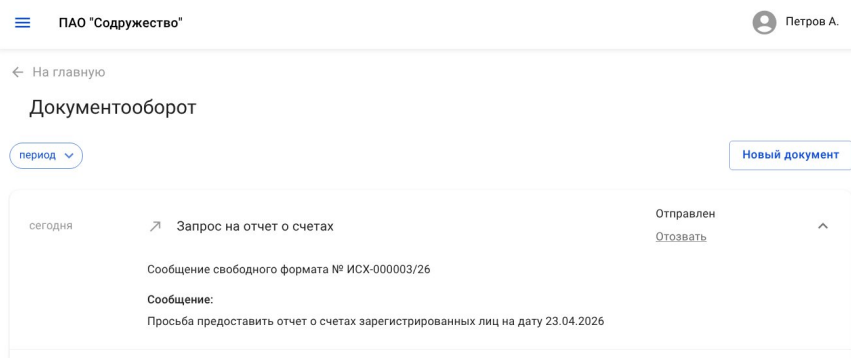 ПАО "Содружество"
Петров А.
На главную
Документооборот
период
Новый документ
сегодня
Запрос на отчет о счетах
Отправлен
Отозвать
Сообщение свободного формата № ИСХ-000003/26
Сообщение:
Просьба предоставить отчет о счетах зарегистрированных лиц на дату 23.04.2026